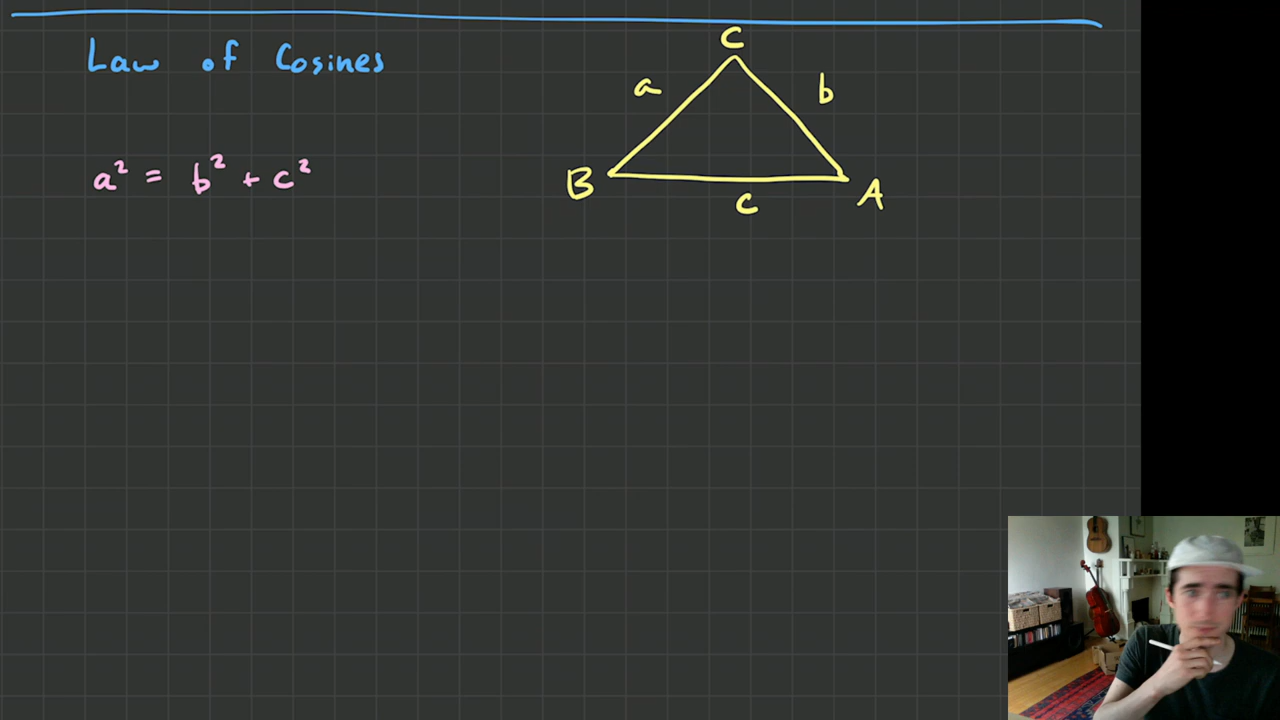 Law of Cosines
C
a
b
a² = b² + c²
B
A
c